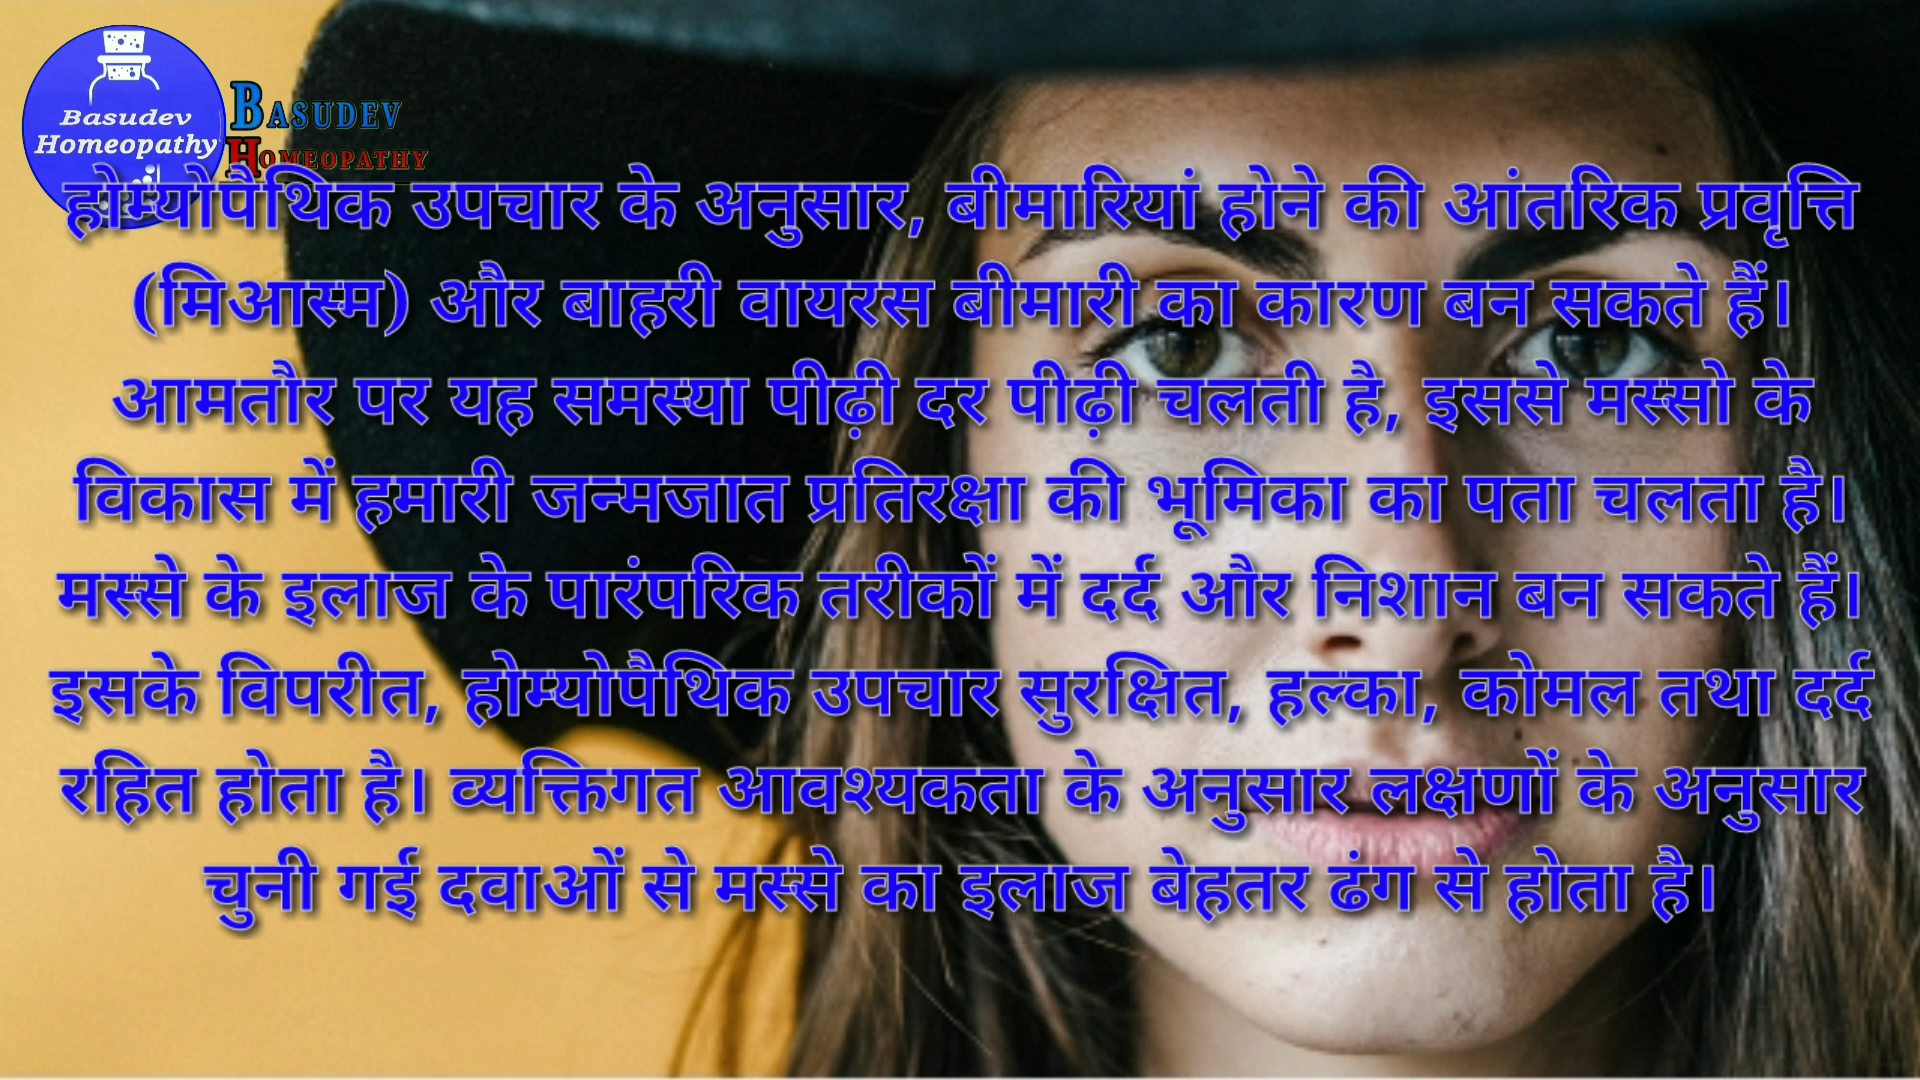 Basudev
Homeopathy
BASUDEV
HOMEOPATHY
होम्योपैथिक उपचार के अनुसार, बीमारियां होने की आंतरिक प्रवृत्ति
(मिआस्म) और बाहरी वायरस बीमारी का कारण बन सकते हैं।
आमतौर पर यह समस्या पीढ़ी दर पीढ़ी चलती है, इससे मस्सो के
विकास में हमारी जन्मजात प्रतिरक्षा की भूमिका का पता चलता है।
मस्से के इलाज के पारंपरिक तरीकों में दर्द और निशान बन सकते हैं।
इसके विपरीत, होम्योपैथिक उपचार सुरक्षित, हल्का, कोमल तथा दर्द
रहित होता है। व्यक्तिगत आवश्यकता के अनुसार लक्षणों के अनुसार
चुनी गई दवाओं से मस्से का इलाज बेहतर ढंग से होता है।